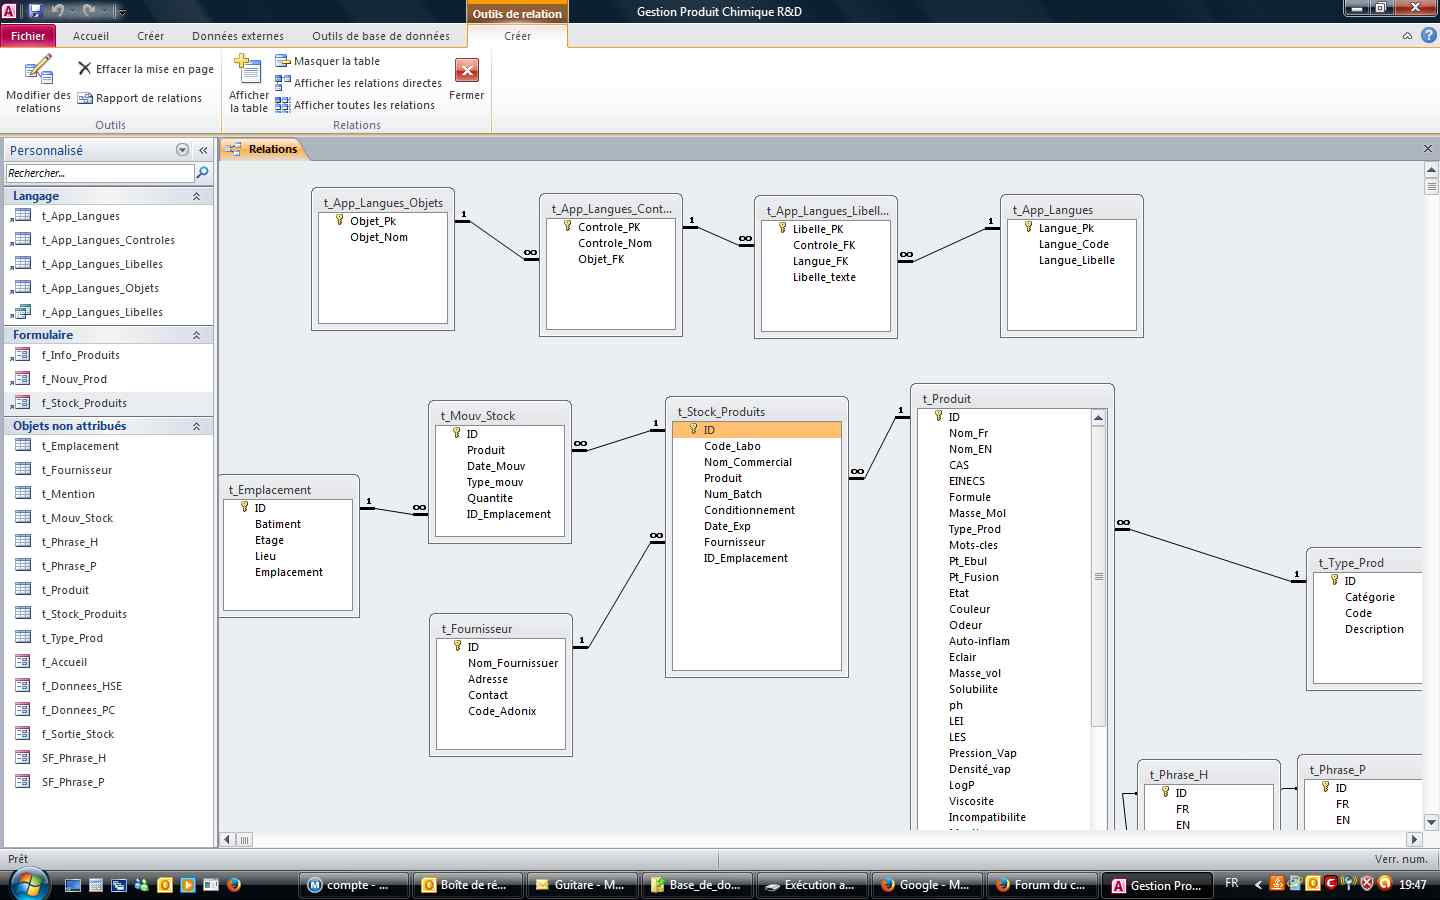 Outils de relation
Gestion Produit Chimique R&D
Fichier
Accueil
Créer
Données externes
Outils de base de données
Créer
Modifier des
relations
Effacer la mise en page
Rapport de relations
Outils
Afficher
la table
Masquer la table
Afficher les relations directes
Afficher toutes les relations
Relations
Fermer
Personnalisé
Rechercher...
Langage
t_App_Langues
t_App_Langues_Controles
t_App_Langues_Libelles
t_App_Langues_Objets
r_App_Langues_Libelles
Formulaire
f_Info_Produits
f_Nouv_Prod
f_Stock_Produits
Objets non attribués
t_Emplacement
t_Fournisseur
t_Mention
t_Mouv_Stock
t_Phrase_H
t_Phrase_P
t_Produit
t_Stock_Produits
t_Type_Prod
f_Accueil
f_Donnees_HSE
f_Donnees_PC
f_Sortie_Stock
SF_Phrase_H
SF_Phrase_P
Relations
t_App_Langues_Objets
Objet_Pk
Objet_Nom
1
∞
t_App_Langues_Cont...
Controle_PK
Controle_Nom
Objet_FK
1
∞
t_App_Langues_Libell...
Libelle_PK
Controle_FK
Langue_FK
Libelle_texte
∞
1
t_App_Langues
Langue_Pk
Langue_Code
Langue_Libelle
t_Emplacement
ID
Batiment
Etage
Lieu
Emplacement
1
∞
t_Mouv_Stock
ID
Produit
Date_Mouv
Type_mouv
Quantite
ID_Emplacement
∞
1
t_Fournisseur
ID
Nom_Fournissuer
Adresse
Contact
Code_Adonix
1
∞
t_Stock_Produits
ID
Code_Labo
Nom_Commercial
Produit
Num_Batch
Conditionnement
Date_Exp
Fournisseur
ID_Emplacement
∞
1
t_Produit
ID
Nom_Fr
Nom_EN
CAS
EINECS
Formule
Masse_Mol
Type_Prod
Mots-cles
Pt_Ebul
Pt_Fusion
Etat
Couleur
Odeur
Auto-inflam
Eclair
Masse_vol
Solubilite
ph
LEI
LES
Pression_Vap
Densité_vap
LogP
Viscosite
Incompatibilite
∞
1
t_Type_Prod
ID
Catégorie
Code
Description
t_Phrase_H
ID
FR
EN
t_Phrase_P
ID
FR
EN
Prêt
Verr. num.
compte - ...
Boîte de ré...
Guitare - M...
Base_de_do...
Exécution a...
Google - M...
Forum du c...
Gestion Pro...
FR
19:47